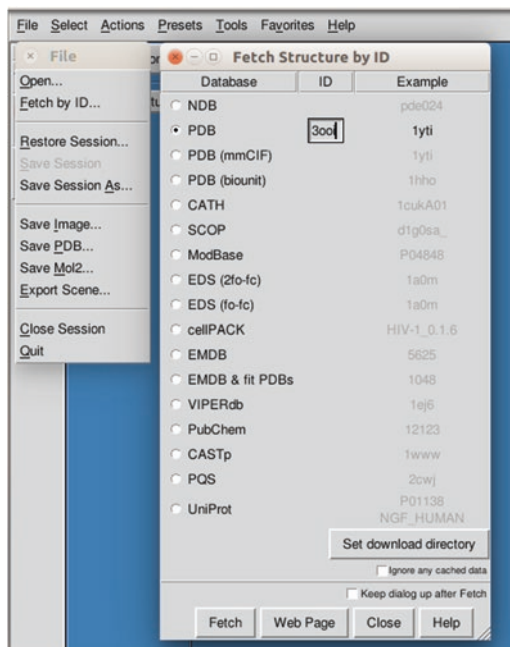 File Select Actions Presets Tools Favorites Help
File
Open...
Fetch by ID...
Restore Session...
Save Session
Save Session As...
Save Image...
Save PDB...
Save Mol2...
Export Scene...
Close Session
Quit
Fetch Structure by ID
Database ID Example
NDB pde024
PDB 3ooi 1yti
PDB (mmCIF) 1yti
PDB (biounit) 1hho
CATH 1cukA01
SCOP d1g0sa_
ModBase P04848
EDS (2fo-fc) 1a0m
EDS (fo-fc) 1a0m
cellPACK HIV-1_0.1.6
EMDB 5625
EMDB & fit PDBs 1048
VIPERdb 1ej6
PubChem 12123
CASTp 1www
PQS 2cwj
UniProt P01138
NGF_HUMAN
Set download directory
Ignore any cached data
Keep dialog up after Fetch
Fetch Web Page Close Help